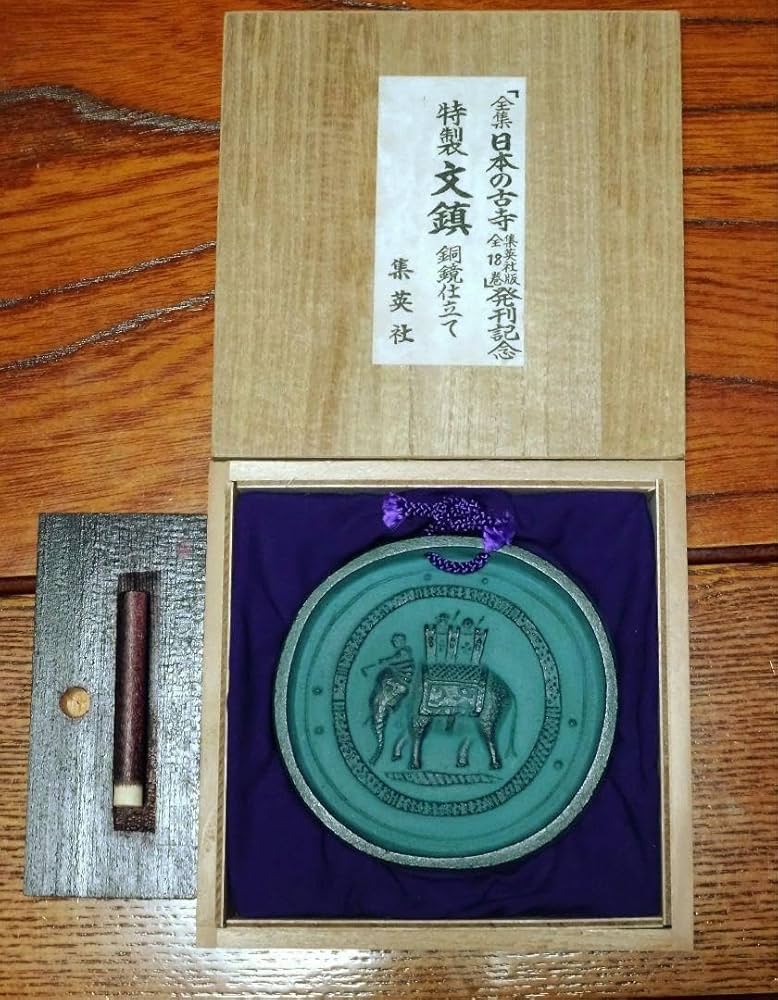 「全集日本の古寺 集英社版
全18巻」発刊記念
特製文鎮 銅鏡仕立て
集英社